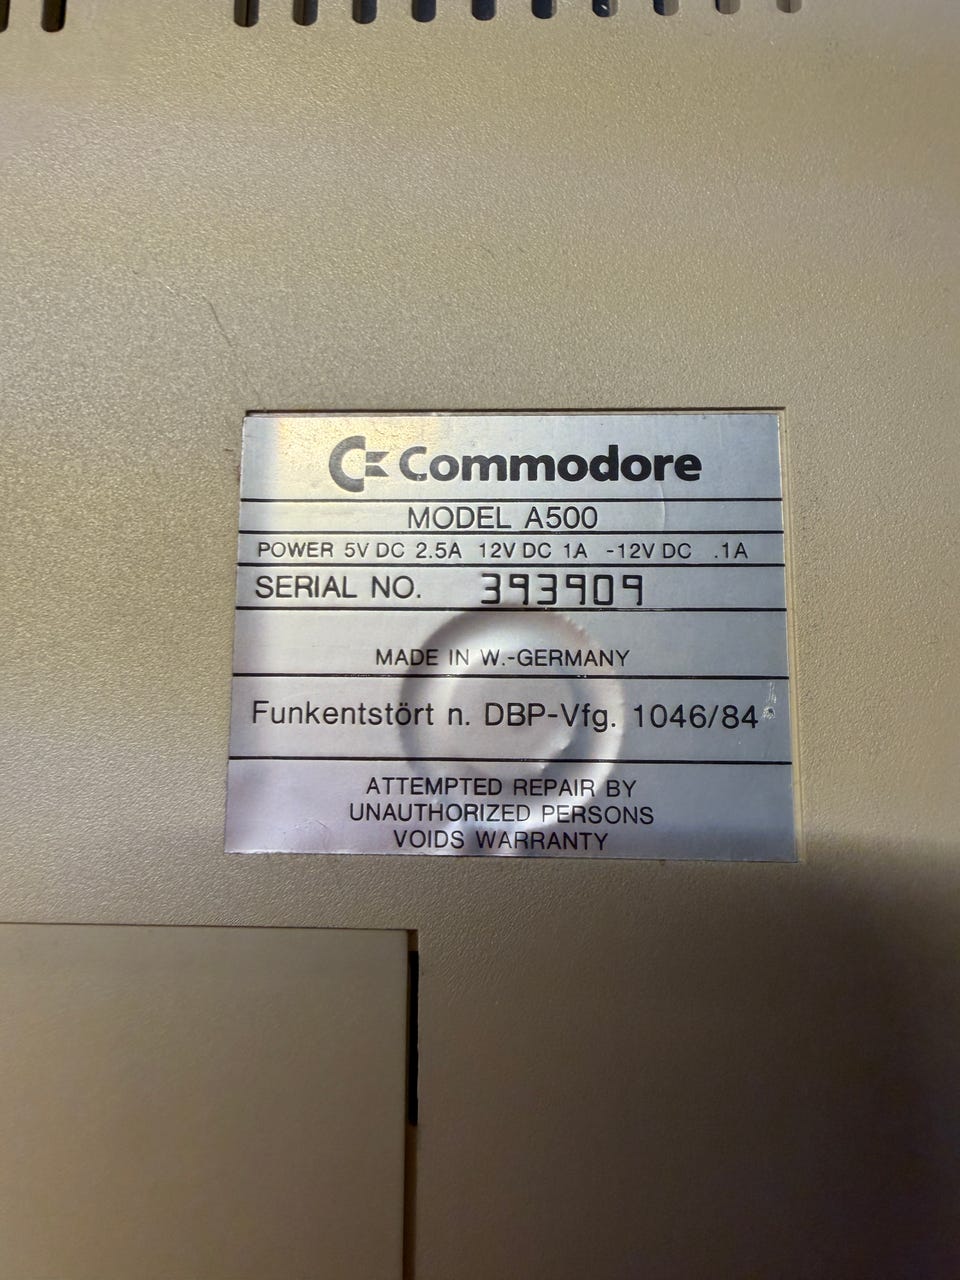 Commodore
MODEL A500
POWER 5V DC 2.5A 12V DC 1A -12V DC .1A
SERIAL NO. 393909
MADE IN W.-GERMANY
Funkentstört n. DBP-Vfg. 1046/84
ATTEMPTED REPAIR BY
UNAUTHORIZED PERSONS
VOIDS WARRANTY